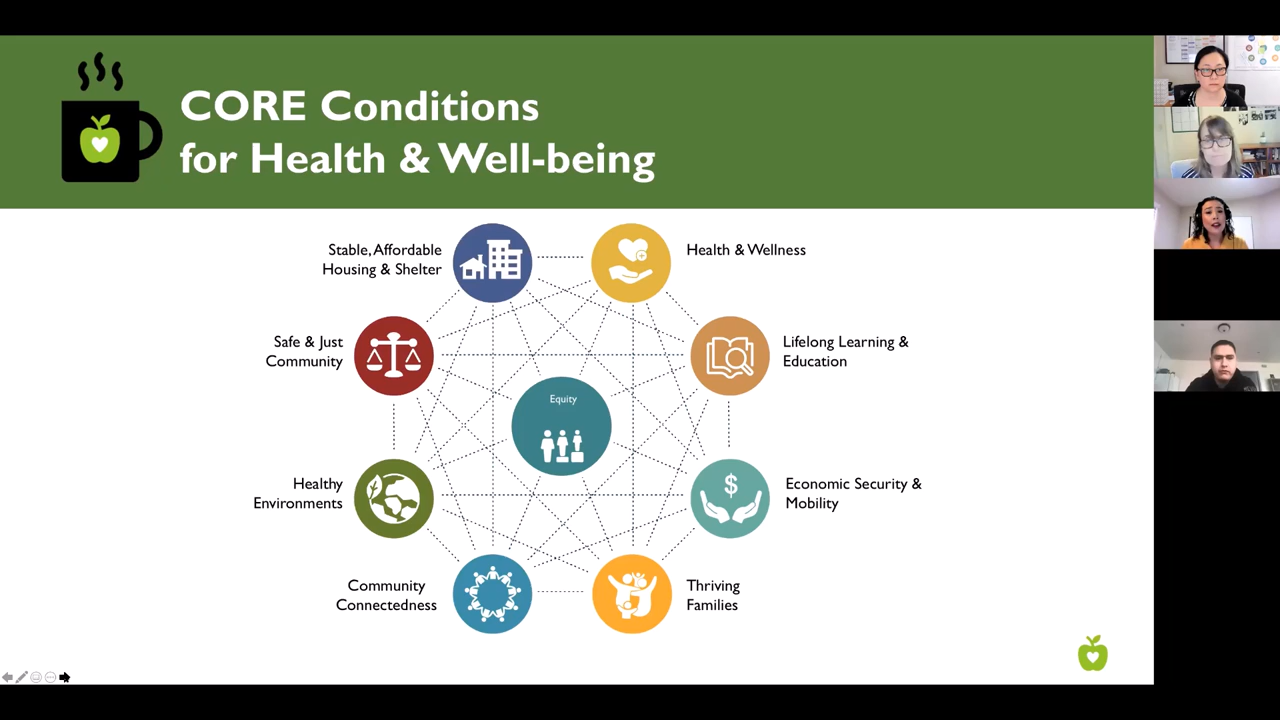 CORE Conditions
for Health & Well-being
Stable, Affordable
Housing & Shelter
Health & Wellness
Safe & Just
Community
Lifelong Learning &
Education
Equity
Healthy
Environments
$
Economic Security &
Mobility
Community
Connectedness
Thriving
Families